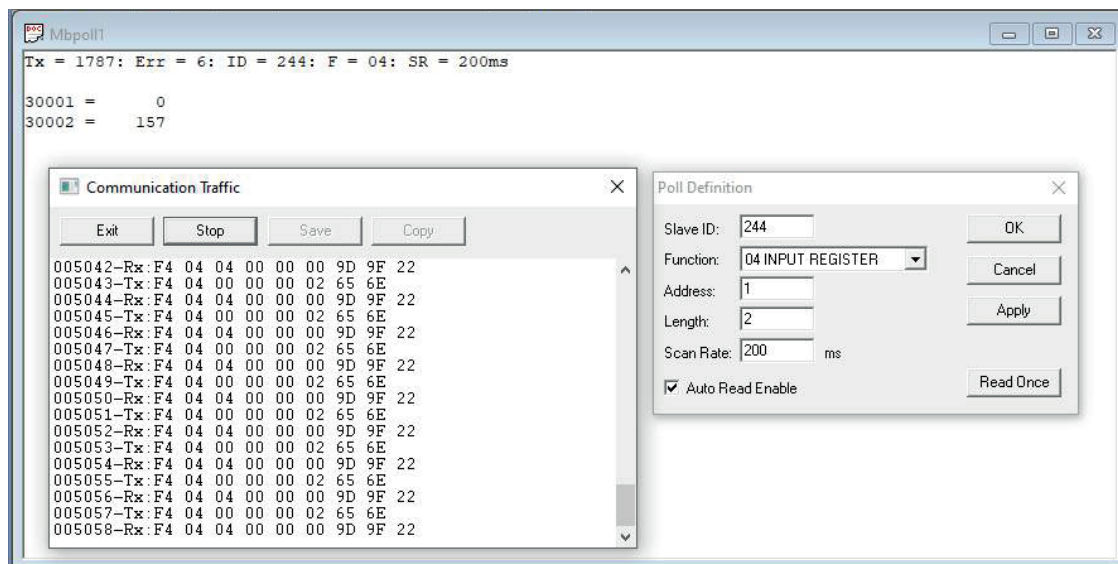 Mbpoll1
Tx = 1787: Err = 6: ID = 244: F = 04: SR = 200ms
30001 = 0
30002 = 157
Communication Traffic
Exit Stop Save Copy
005042-Rx:F4 04 04 00 00 00 9D 9F 22
005043-Tx:F4 04 00 00 00 02 65 6E
005044-Rx:F4 04 04 00 00 00 9D 9F 22
005045-Tx:F4 04 00 00 00 02 65 6E
005046-Rx:F4 04 04 00 00 00 9D 9F 22
005047-Tx:F4 04 00 00 00 02 65 6E
005048-Rx:F4 04 04 00 00 00 9D 9F 22
005049-Tx:F4 04 00 00 00 02 65 6E
005050-Rx:F4 04 04 00 00 00 9D 9F 22
005051-Tx:F4 04 00 00 00 02 65 6E
005052-Rx:F4 04 04 00 00 00 9D 9F 22
005053-Tx:F4 04 00 00 00 02 65 6E
005054-Rx:F4 04 04 00 00 00 9D 9F 22
005055-Tx:F4 04 00 00 00 02 65 6E
005056-Rx:F4 04 04 00 00 00 9D 9F 22
005057-Tx:F4 04 00 00 00 02 65 6E
005058-Rx:F4 04 04 00 00 00 9D 9F 22
Poll Definition
Slave ID: 244 OK
Function: 04 INPUT REGISTER
Cancel
Address: 1
Apply
Length: 2
Scan Rate: 200 ms
Auto Read Enable Read Once